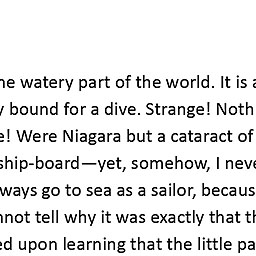 he watery part of the world. It is a
y bound for a dive. Strange! Noth
e! Were Niagara but a cataract of
ship-board—yet, somehow, I neve
ways go to sea as a sailor, becaus
nnot tell why it was exactly that th
ed upon learning that the little pa